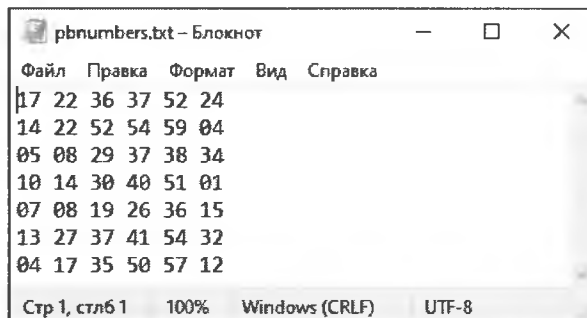 pbnumbers.txt – Блокнот
Файл Правка Формат Вид Справка
17 22 36 37 52 24
14 22 52 54 59 04
05 08 29 37 38 34
10 14 30 40 51 01
07 08 19 26 36 15
13 27 37 41 54 32
04 17 35 50 57 12
Стр 1, стлб 1 100% Windows (CRLF) UTF-8